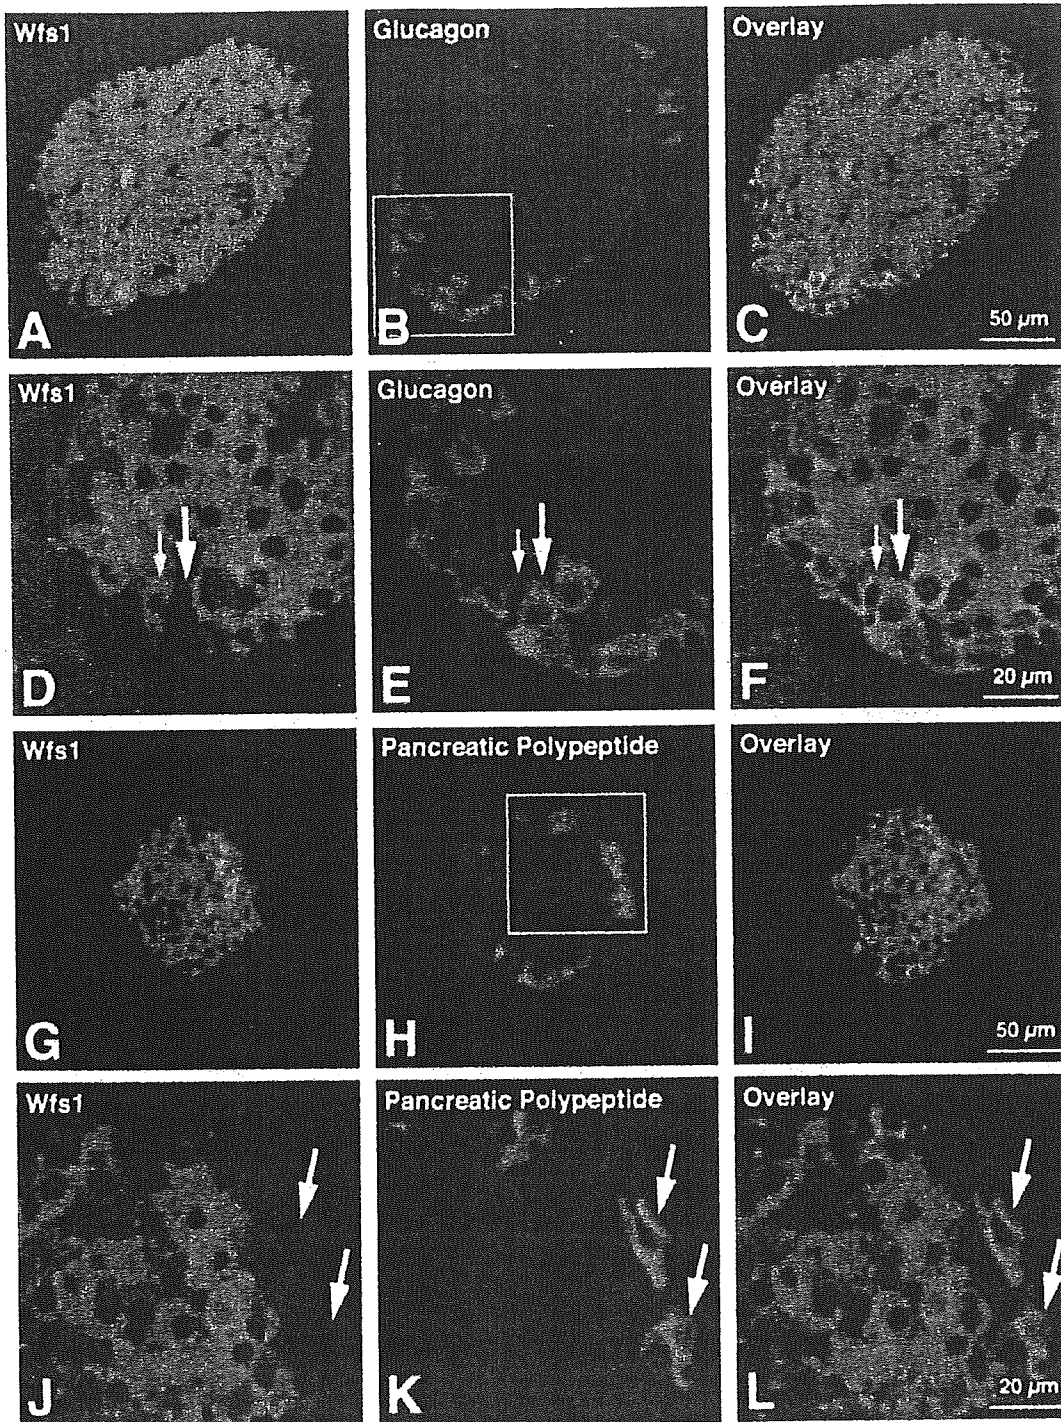 Wfs1
Glucagon
Overlay
A
B
C
50 µm
Wfs1
Glucagon
Overlay
D
E
F
20 µm
Wfs1
Pancreatic Polypeptide
Overlay
G
H
I
50 µm
Wfs1
Pancreatic Polypeptide
Overlay
J
K
L
20 µm